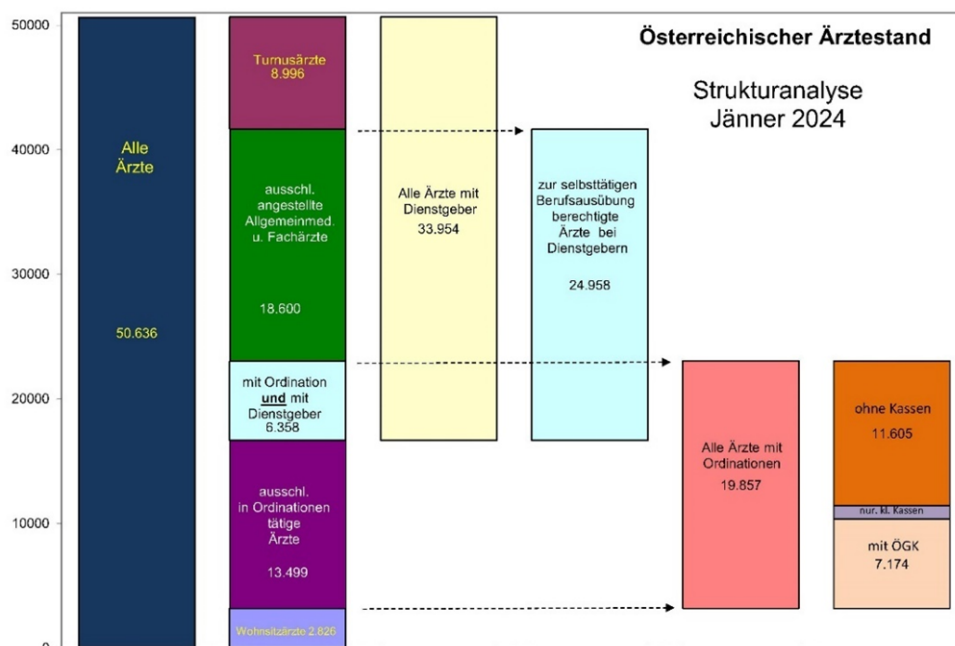 Österreichischer Ärztestand
Strukturanalyse
Jänner 2024
50000
40000
30000
20000
10000
0
Alle
Ärzte
50.636
Turnusärzte
8.996
ausschl.
angestellte
Allgemeinmed.
u. Fachärzte
18.600
mit Ordination
und mit
Dienstgeber
6.358
ausschl.
in Ordinationen
tätige
Ärzte
13.499
Wohnsitzärzte 2.826
Alle Ärzte mit
Dienstgeber
33.954
zur selbsttätigen
Berufsausübung
berechtigte
Ärzte bei
Dienstgebern
24.958
Alle Ärzte mit
Ordinationen
19.857
ohne Kassen
11.605
nur. kl. Kassen
mit ÖGK
7.174